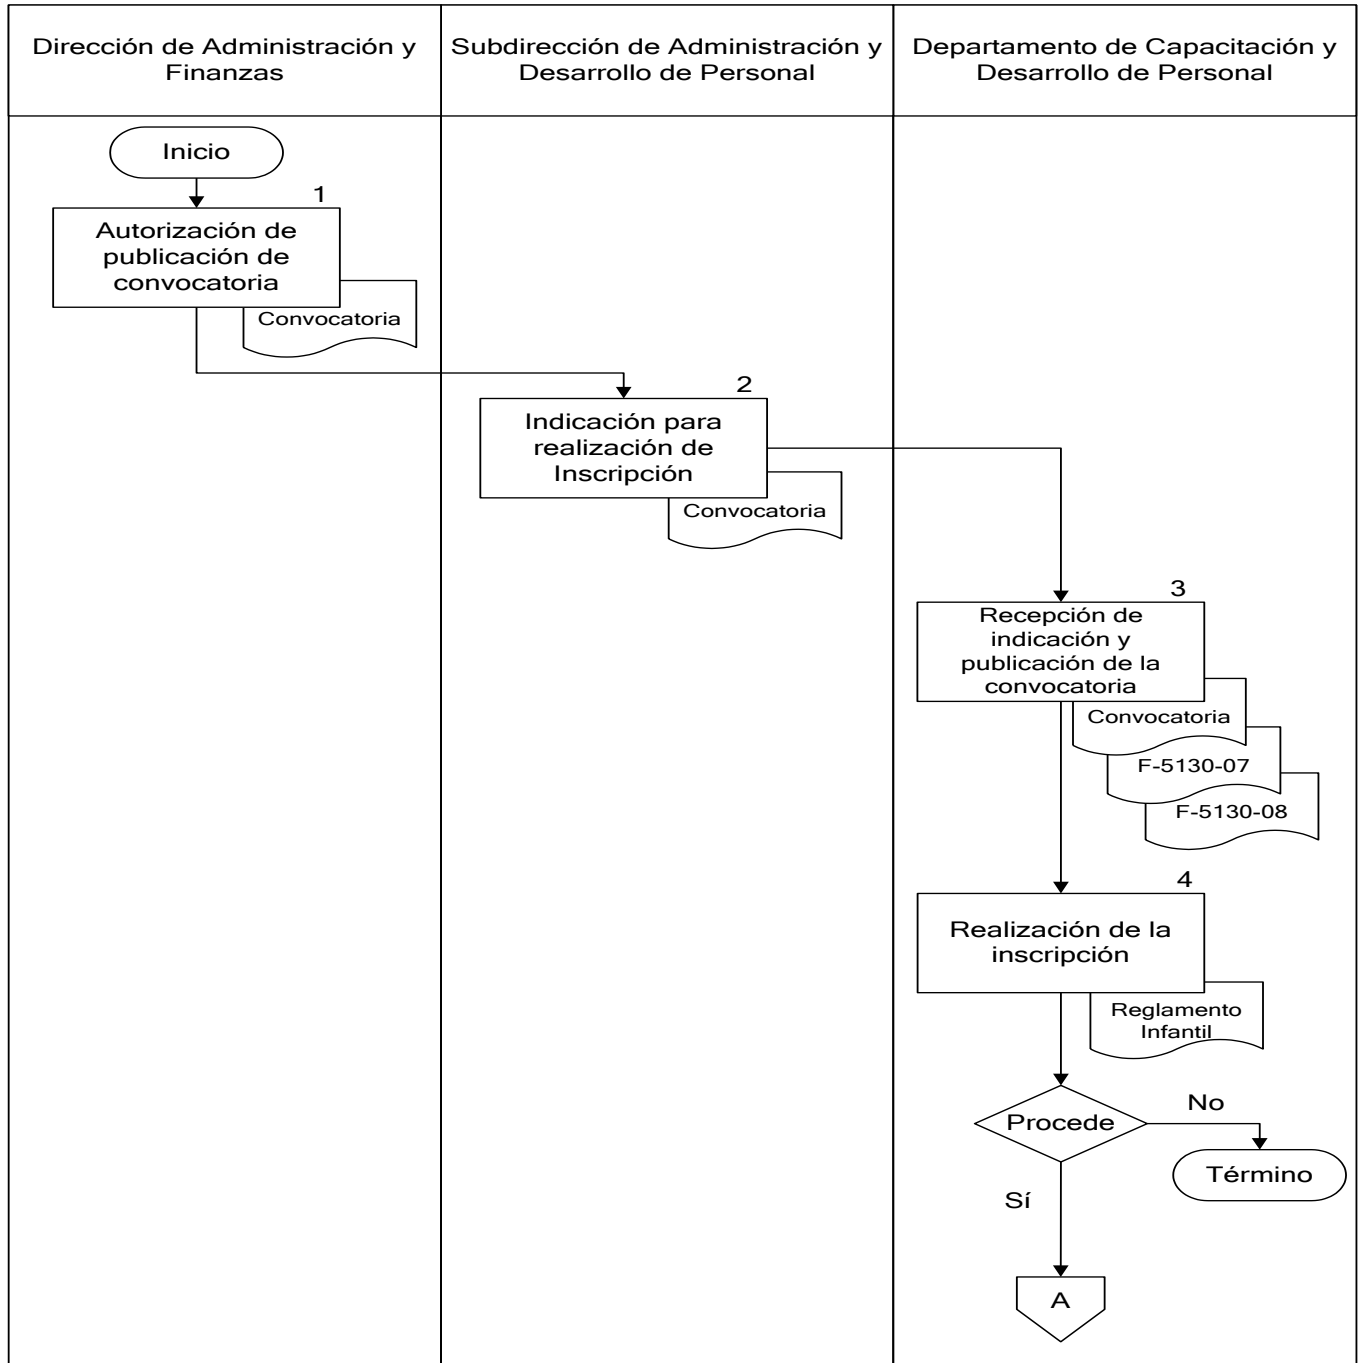 Dirección de Administración y
Finanzas
Subdirección de Administración y
Desarrollo de Personal
Departamento de Capacitación y
Desarrollo de Personal
Inicio
1
Autorización de
publicación de
convocatoria
Convocatoria
2
Indicación para
realización de
Inscripción
Convocatoria
3
Recepción de
indicación y
publicación de la
convocatoria
Convocatoria
F-5130-07
F-5130-08
4
Realización de la
inscripción
Reglamento
Infantil
Procede
No
Término
Sí
A